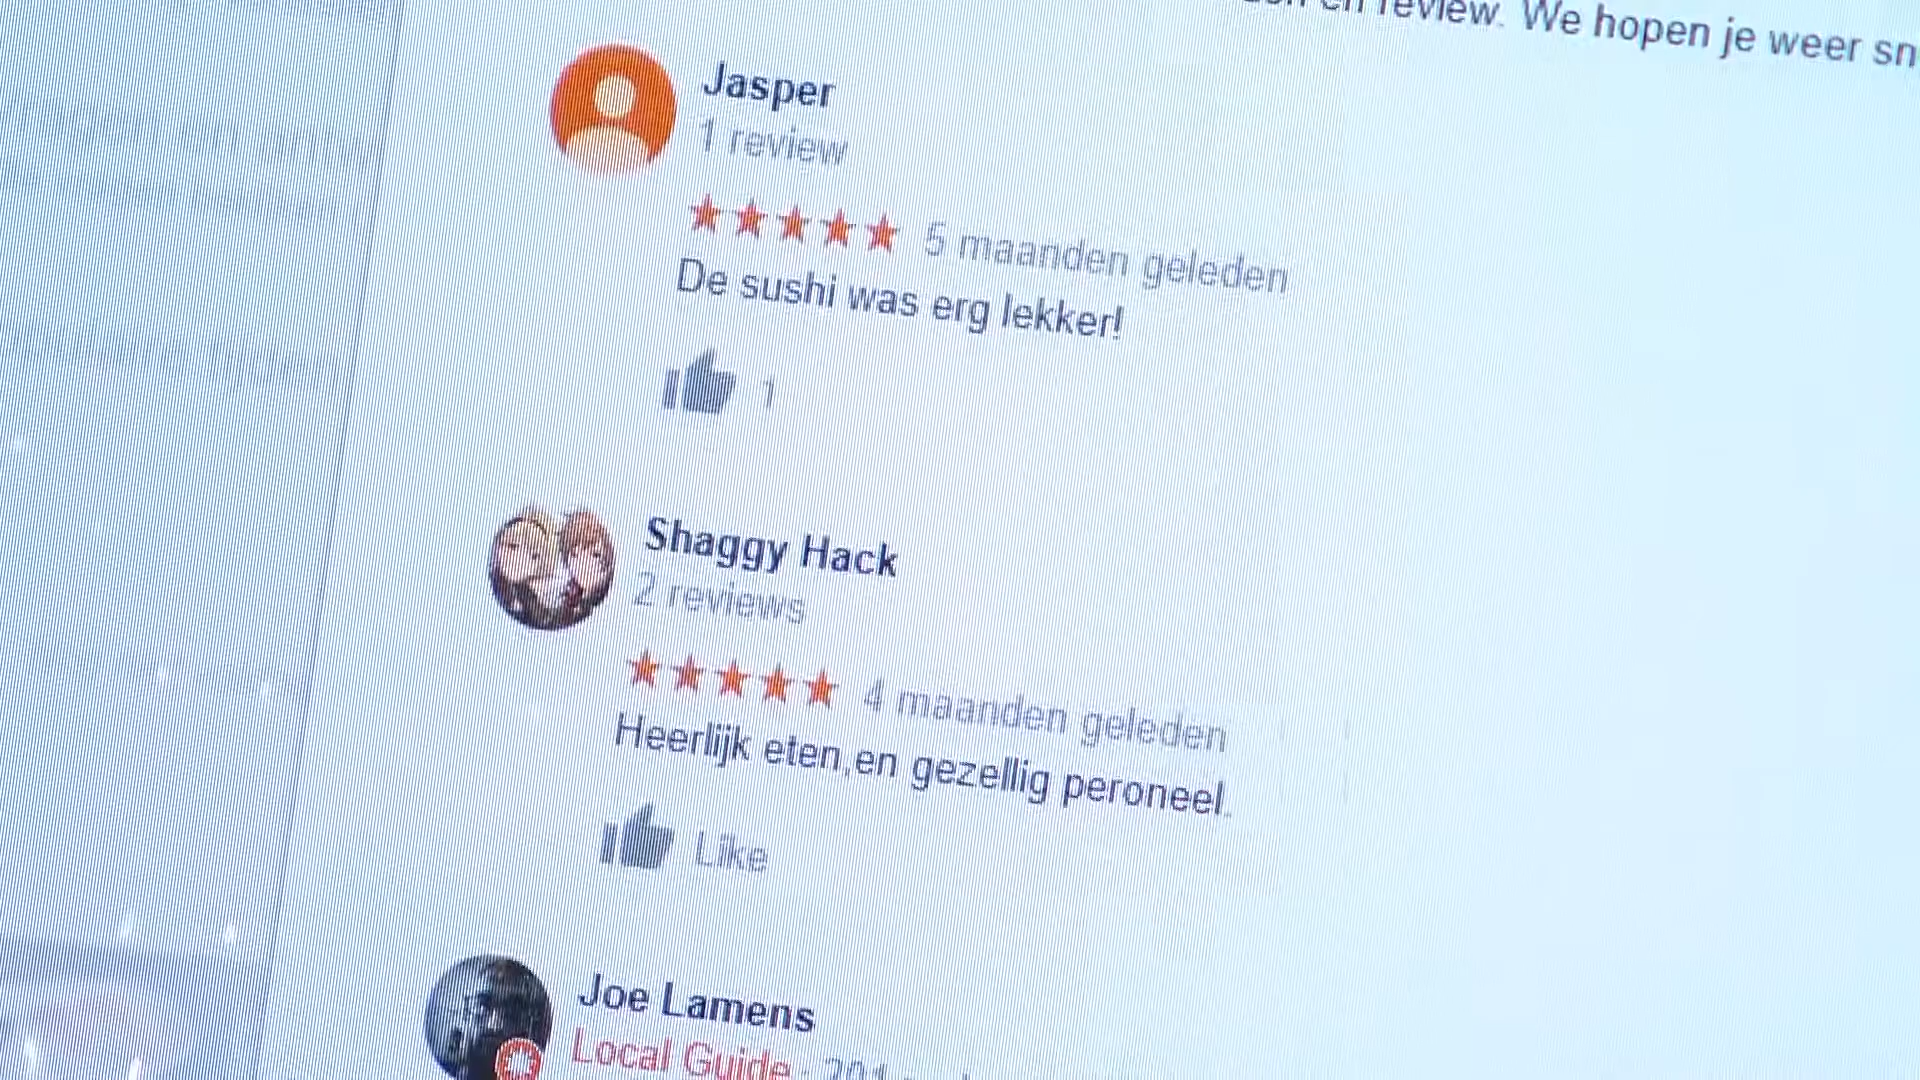 en review. We hopen je weer
Jasper
1 review
5 maanden geleden
De sushi was erg lekker!
1
Shaggy Hack
2 reviews
4 maanden geleden
Heerlijk eten,en gezellig peroneel.
Like
Joe Lamens
Local Guide